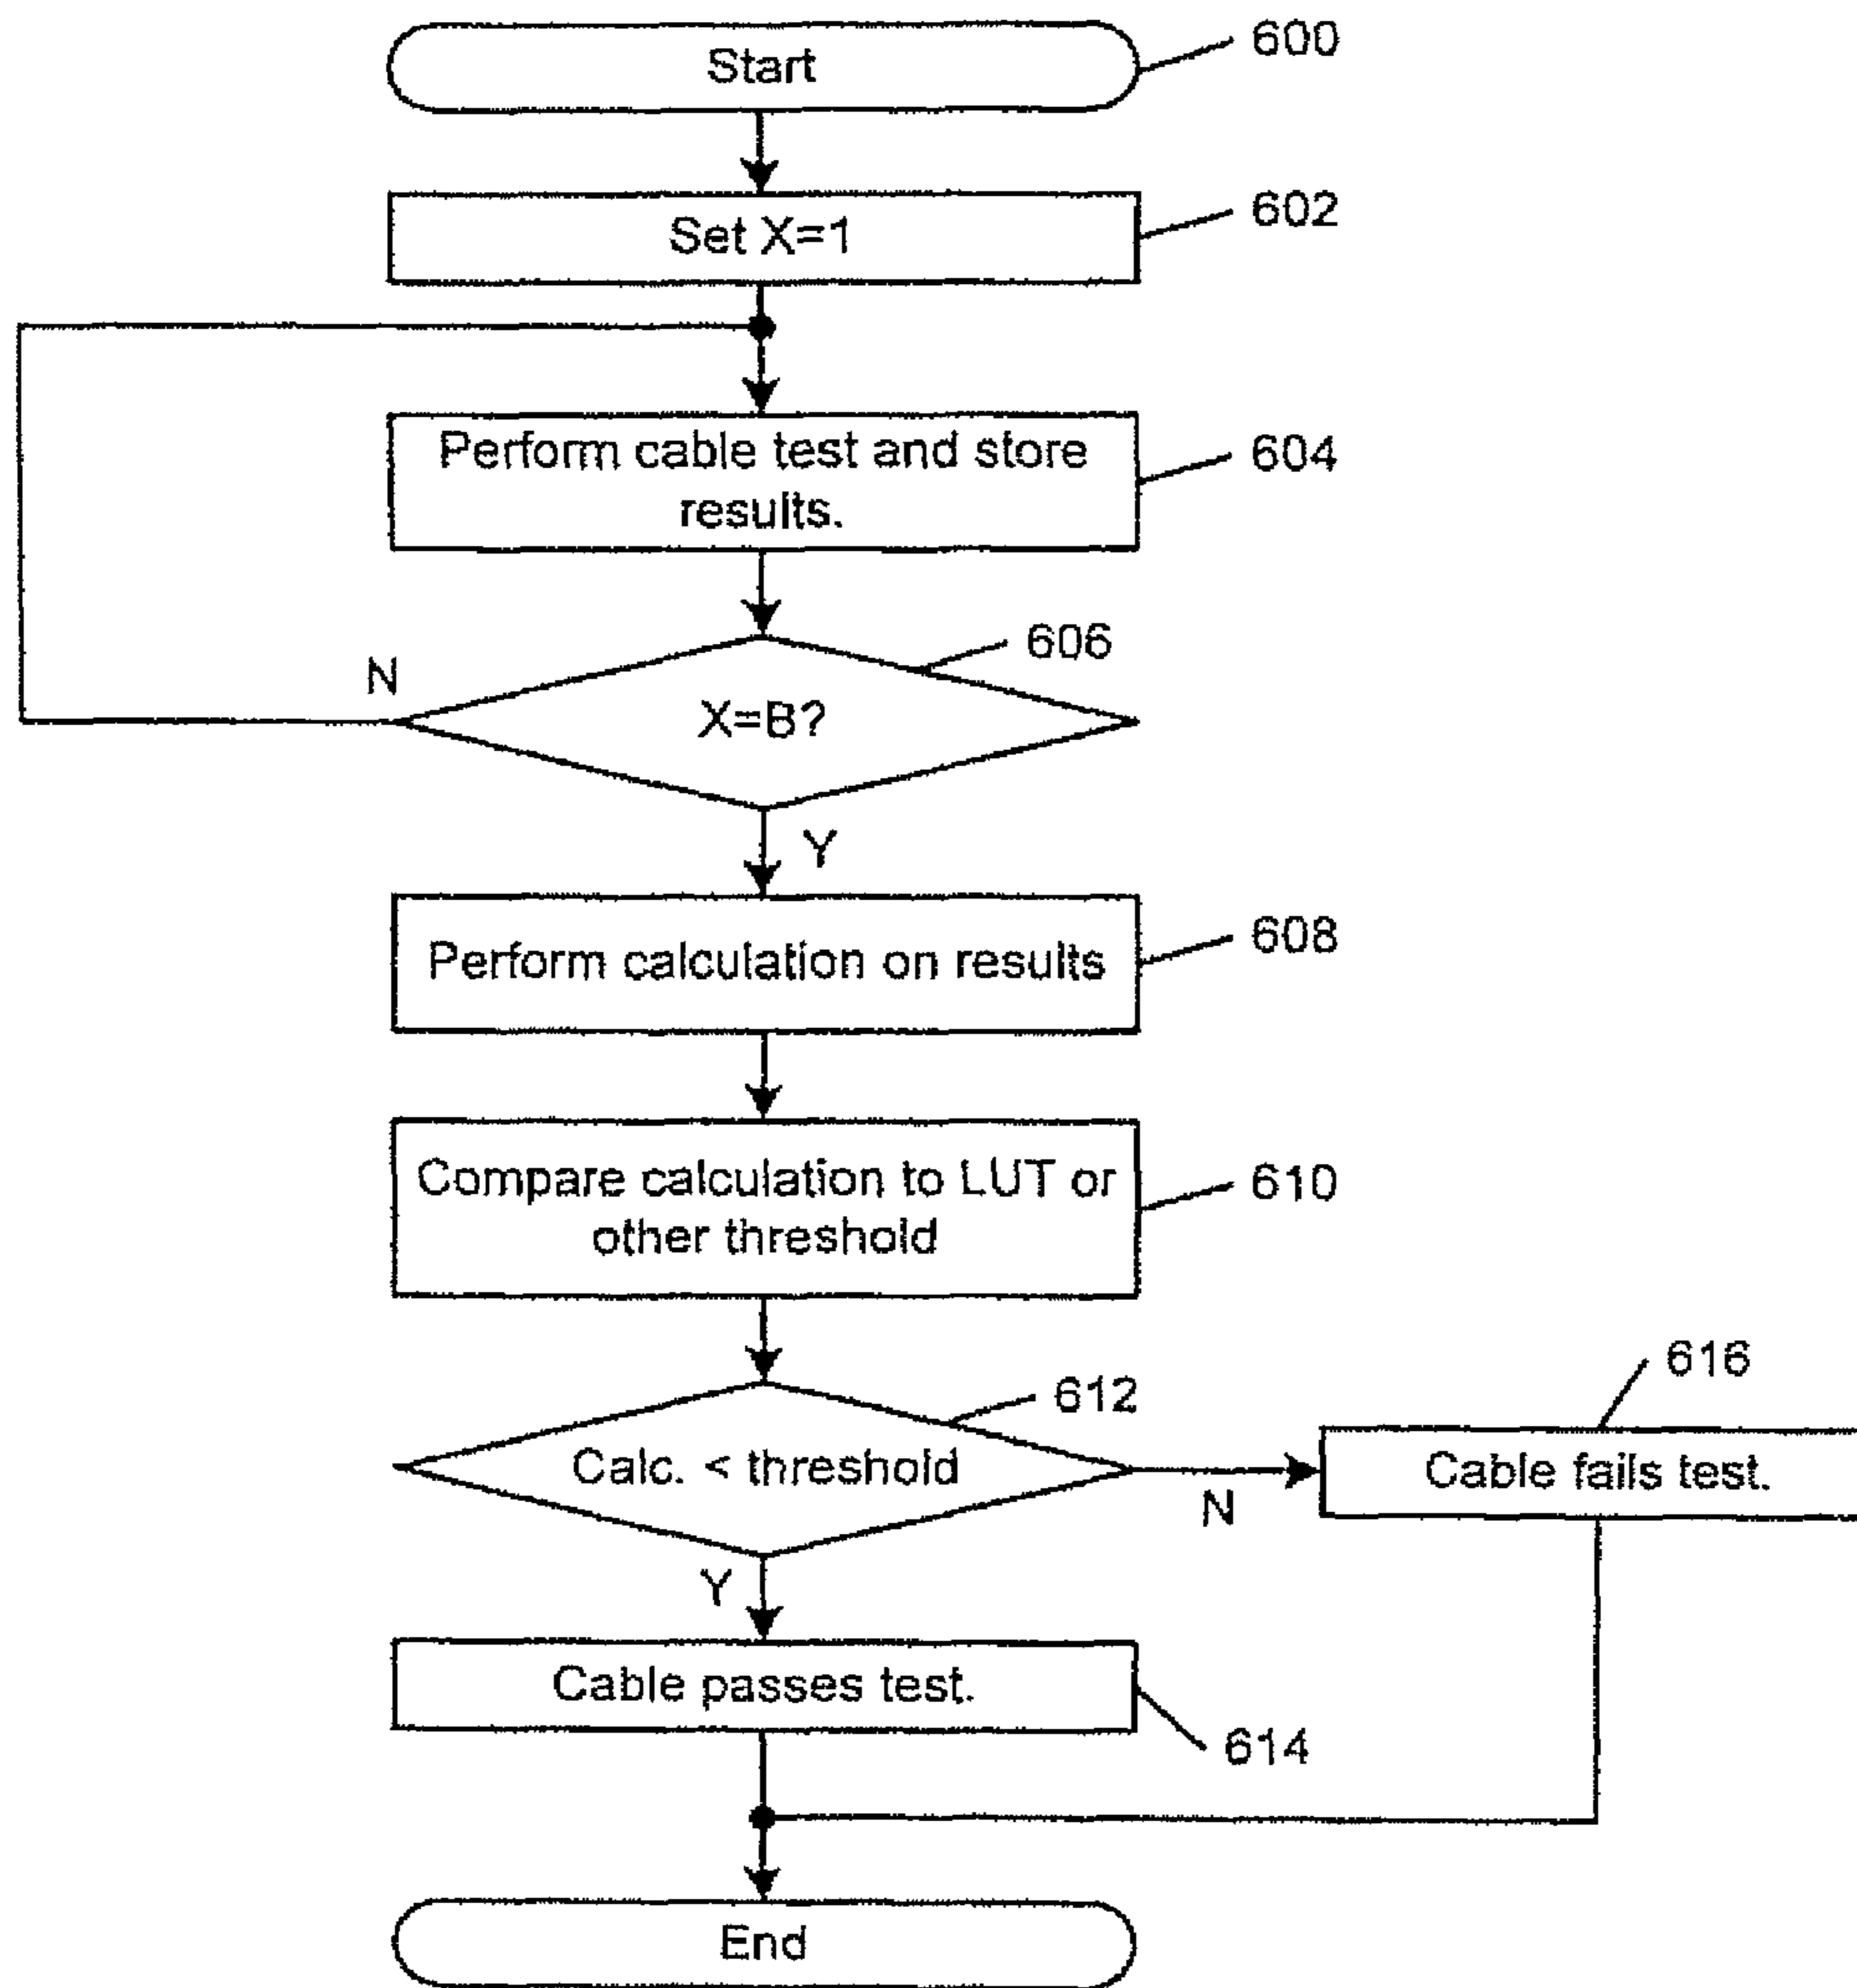 Start
600
Set X=1
602
Perform cable test and store
results.
604
606
N
X=B?
Y
Perform calculation on results
608
Compare calculation to LUT or
other threshold
610
612
616
Calc. < threshold
N
Cable fails test.
Y
Cable passes test.
614
End